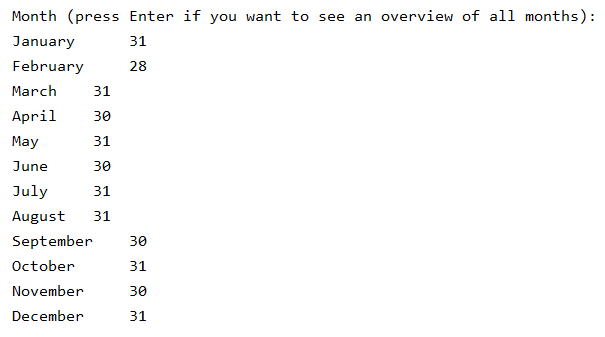 Month (press Enter if you want to see an overview of all months):
January 31
February 28
March 31
April 30
May 31
June 30
July 31
August 31
September 30
October 31
November 30
December 31